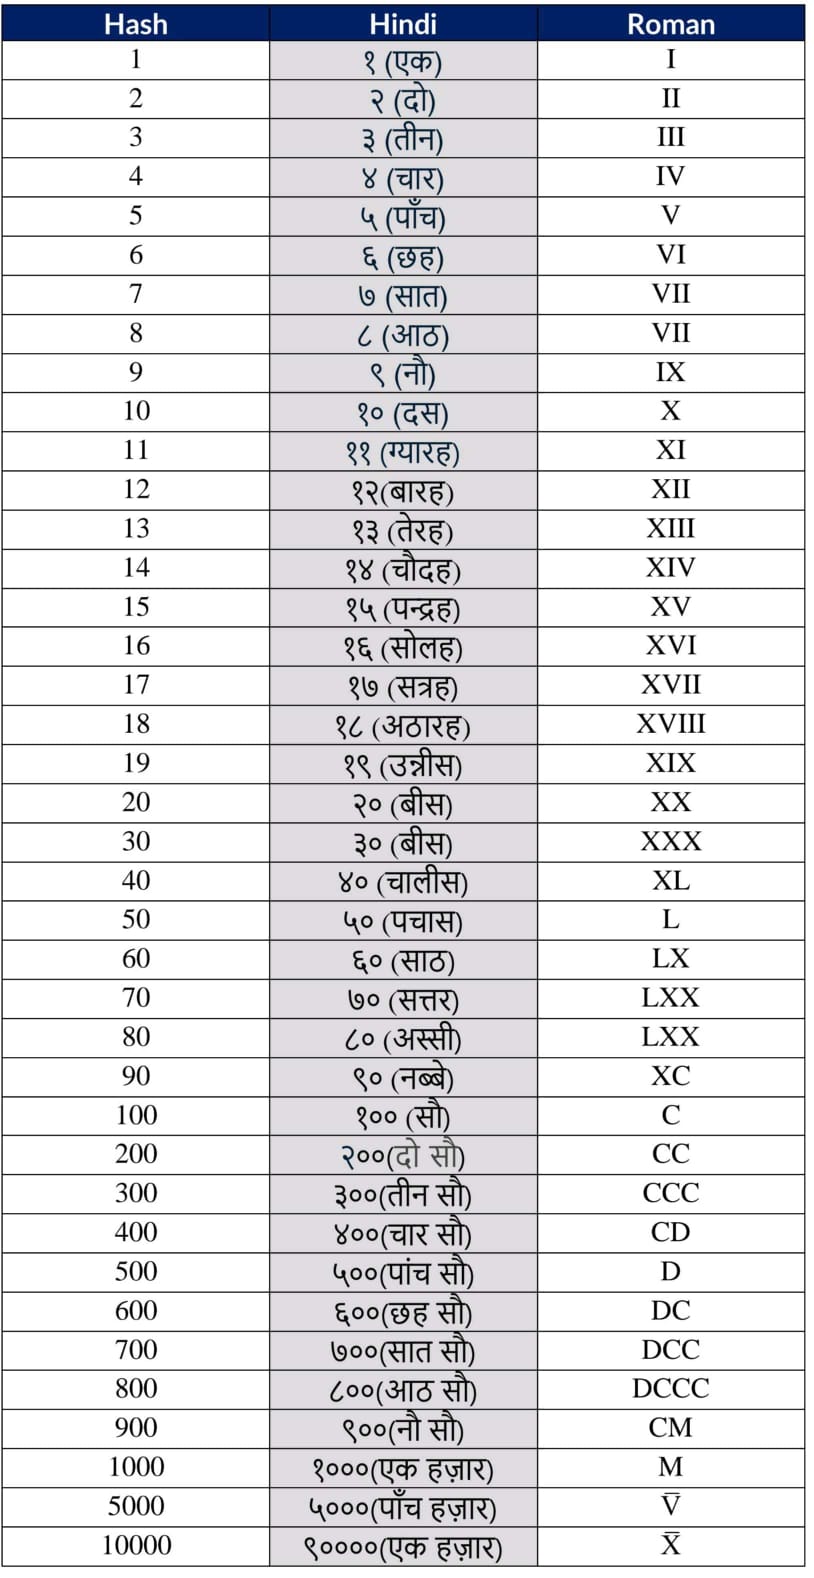 Hash Hindi Roman
1 १ (एक) I
2 २ (दो) II
3 ३ (तीन) III
4 ४ (चार) IV
5 ५ (पाँच) V
6 ६ (छह) VI
7 ७ (सात) VII
8 ८ (आठ) VII
9 ९ (नौ) IX
10 १० (दस) X
11 ११ (ग्यारह) XI
12 १२(बारह) XII
13 १३ (तेरह) XIII
14 १४ (चौदह) XIV
15 १५ (पन्द्रह) XV
16 १६ (सोलह) XVI
17 १७ (सत्रह) XVII
18 १८ (अठारह) XVIII
19 १९ (उन्नीस) XIX
20 २० (बीस) XX
30 ३० (बीस) XXX
40 ४० (चालीस) XL
50 ५० (पचास) L
60 ६० (साठ) LX
70 ७० (सत्तर) LXX
80 ८० (अस्सी) LXX
90 ९० (नब्बे) XC
100 १०० (सौ) C
200 २००(दो सौ) CC
300 ३००(तीन सौ) CCC
400 ४००(चार सौ) CD
500 ५००(पांच सौ) D
600 ६००(छह सौ) DC
700 ७००(सात सौ) DCC
800 ८००(आठ सौ) DCCC
900 ९००(नौ सौ) CM
1000 १०००(एक हज़ार) M
5000 ५०००(पाँच हज़ार) V̅
10000 ९००००(एक हज़ार) X̅